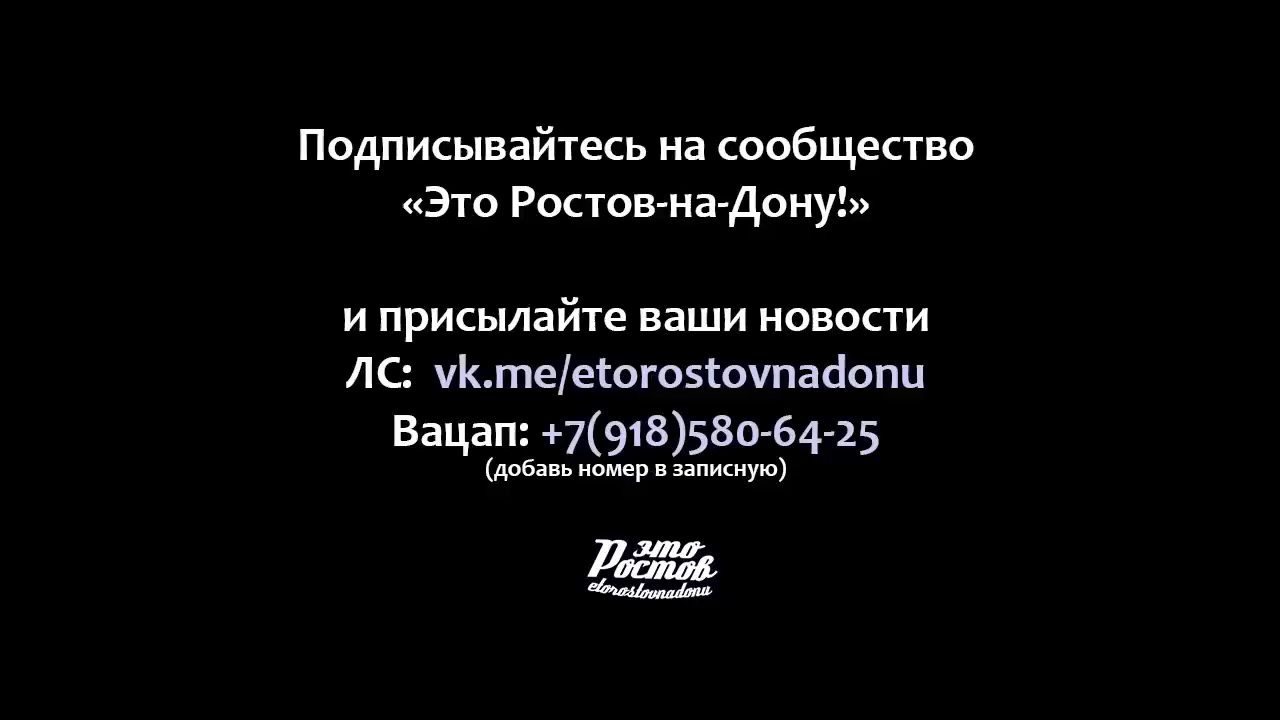 Подписывайтесь на сообщество
«Это Ростов-на-Дону!»
и присылайте ваши новости
ЛС: vk.me/etorostovnadonu
Вацап: +7(918)580-64-25
(добавь номер в записную)
это
Ростов
etorostovnadonu